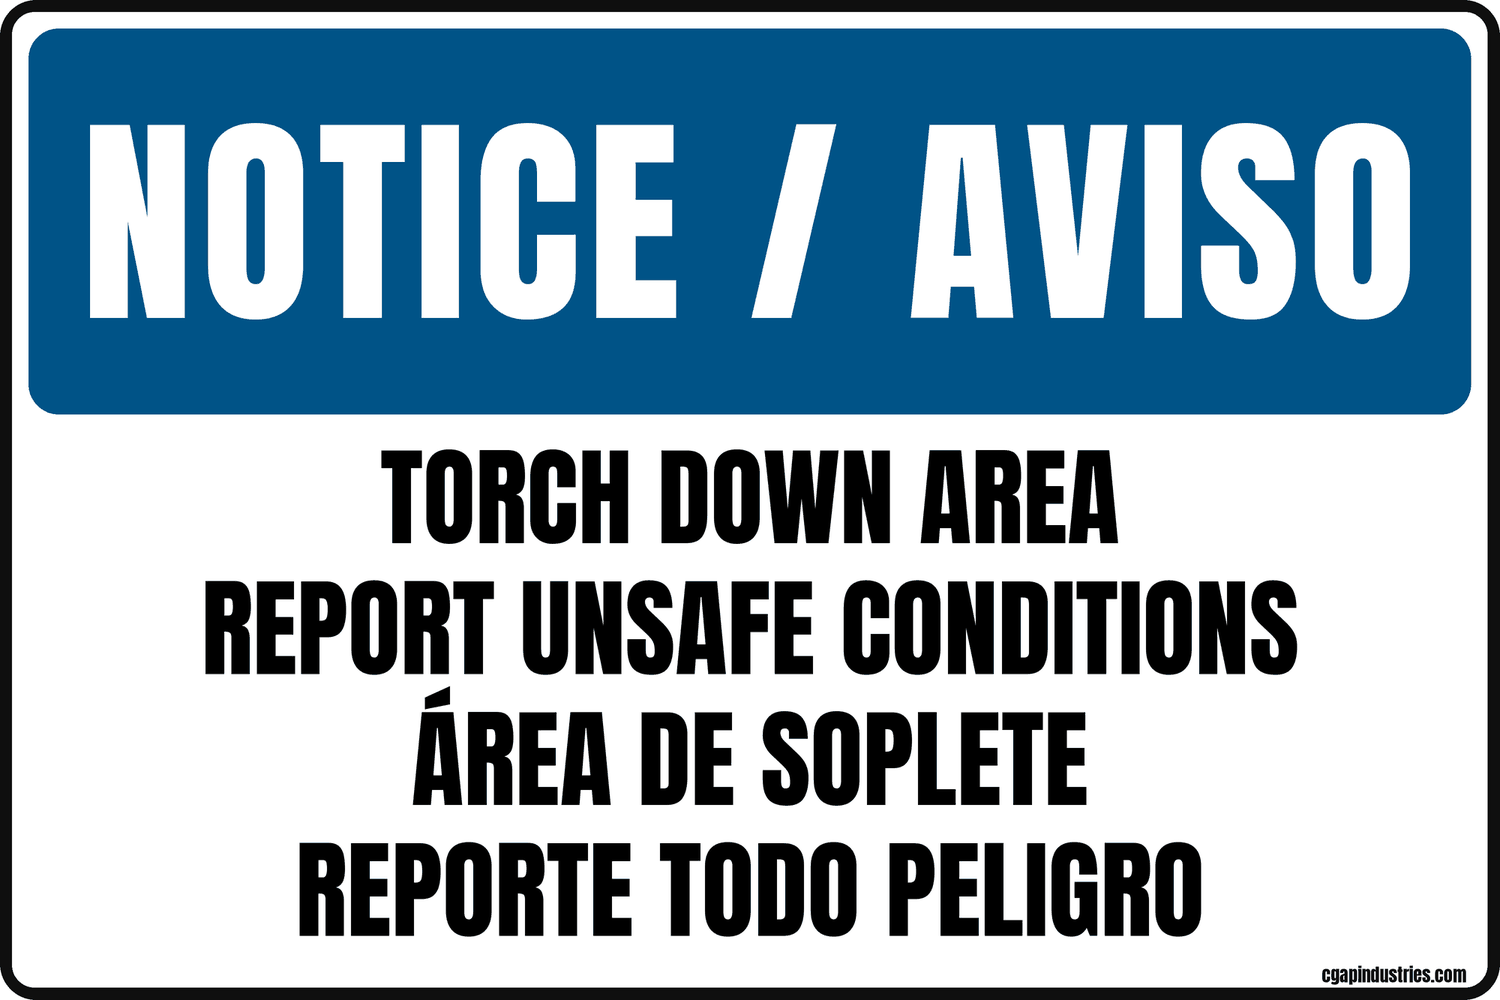 NOTICE / AVISO
TORCH DOWN AREA
REPORT UNSAFE CONDITIONS
ÁREA DE SOPLETE
REPORTE TODO PELIGRO
cgapindustries.com